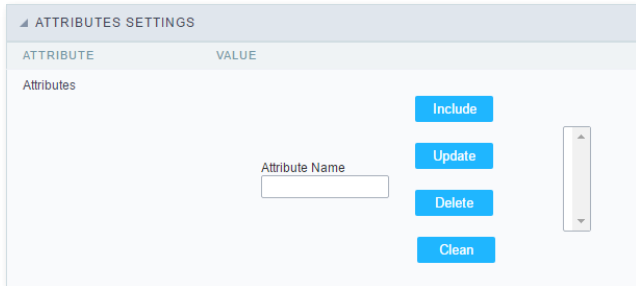 ATTRIBUTES SETTINGS
ATTRIBUTE VALUE
Attributes
Include
Update
Attribute Name
Delete
Clean